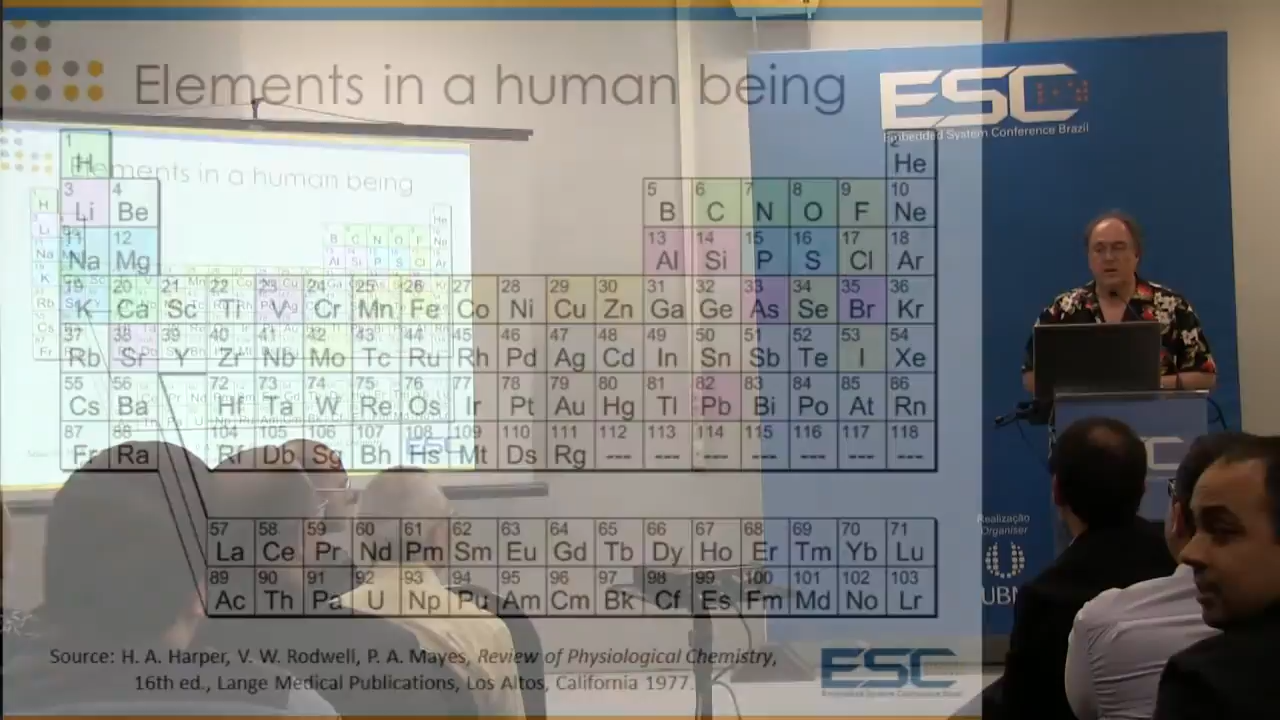 Elements in a human being
ESC
Embedded System Conference Brazil
Elements in a human being
1 2
H He
3 4 5 6 7 8 9 10
Li Be B C N O F Ne
11 12 13 14 15 16 17 18
Na Mg Al Si P S Cl Ar
19 20 21 22 23 24 25 26 27 28 29 30 31 32 33 34 35 36
K Ca Sc Ti V Cr Mn Fe Co Ni Cu Zn Ga Ge As Se Br Kr
37 38 39 40 41 42 43 44 45 46 47 48 49 50 51 52 53 54
Rb Sr Y Zr Nb Mo Tc Ru Rh Pd Ag Cd In Sn Sb Te I Xe
55 56 72 73 74 75 76 77 78 79 80 81 82 83 84 85 86
Cs Ba Hf Ta W Re Os Ir Pt Au Hg Tl Pb Bi Po At Rn
87 88 104 105 106 107 108 109 110 111 112 113 114 115 116 117 118
Fr Ra Rf Db Sg Bh Hs Mt Ds Rg --- --- --- --- --- --- ---
57 58 59 60 61 62 63 64 65 66 67 68 69 70 71
La Ce Pr Nd Pm Sm Eu Gd Tb Dy Ho Er Tm Yb Lu
89 90 91 92 93 94 95 96 97 98 99 100 101 102 103
Ac Th Pa U Np Pu Am Cm Bk Cf Es Fm Md No Lr
Realização
Organiser
UBM
Source: H. A. Harper, V. W. Rodwell, P. A. Mayes, Review of Physiological Chemistry,
16th ed., Lange Medical Publications, Los Altos, California 1977.
ESC
Embedded System Conference Brazil